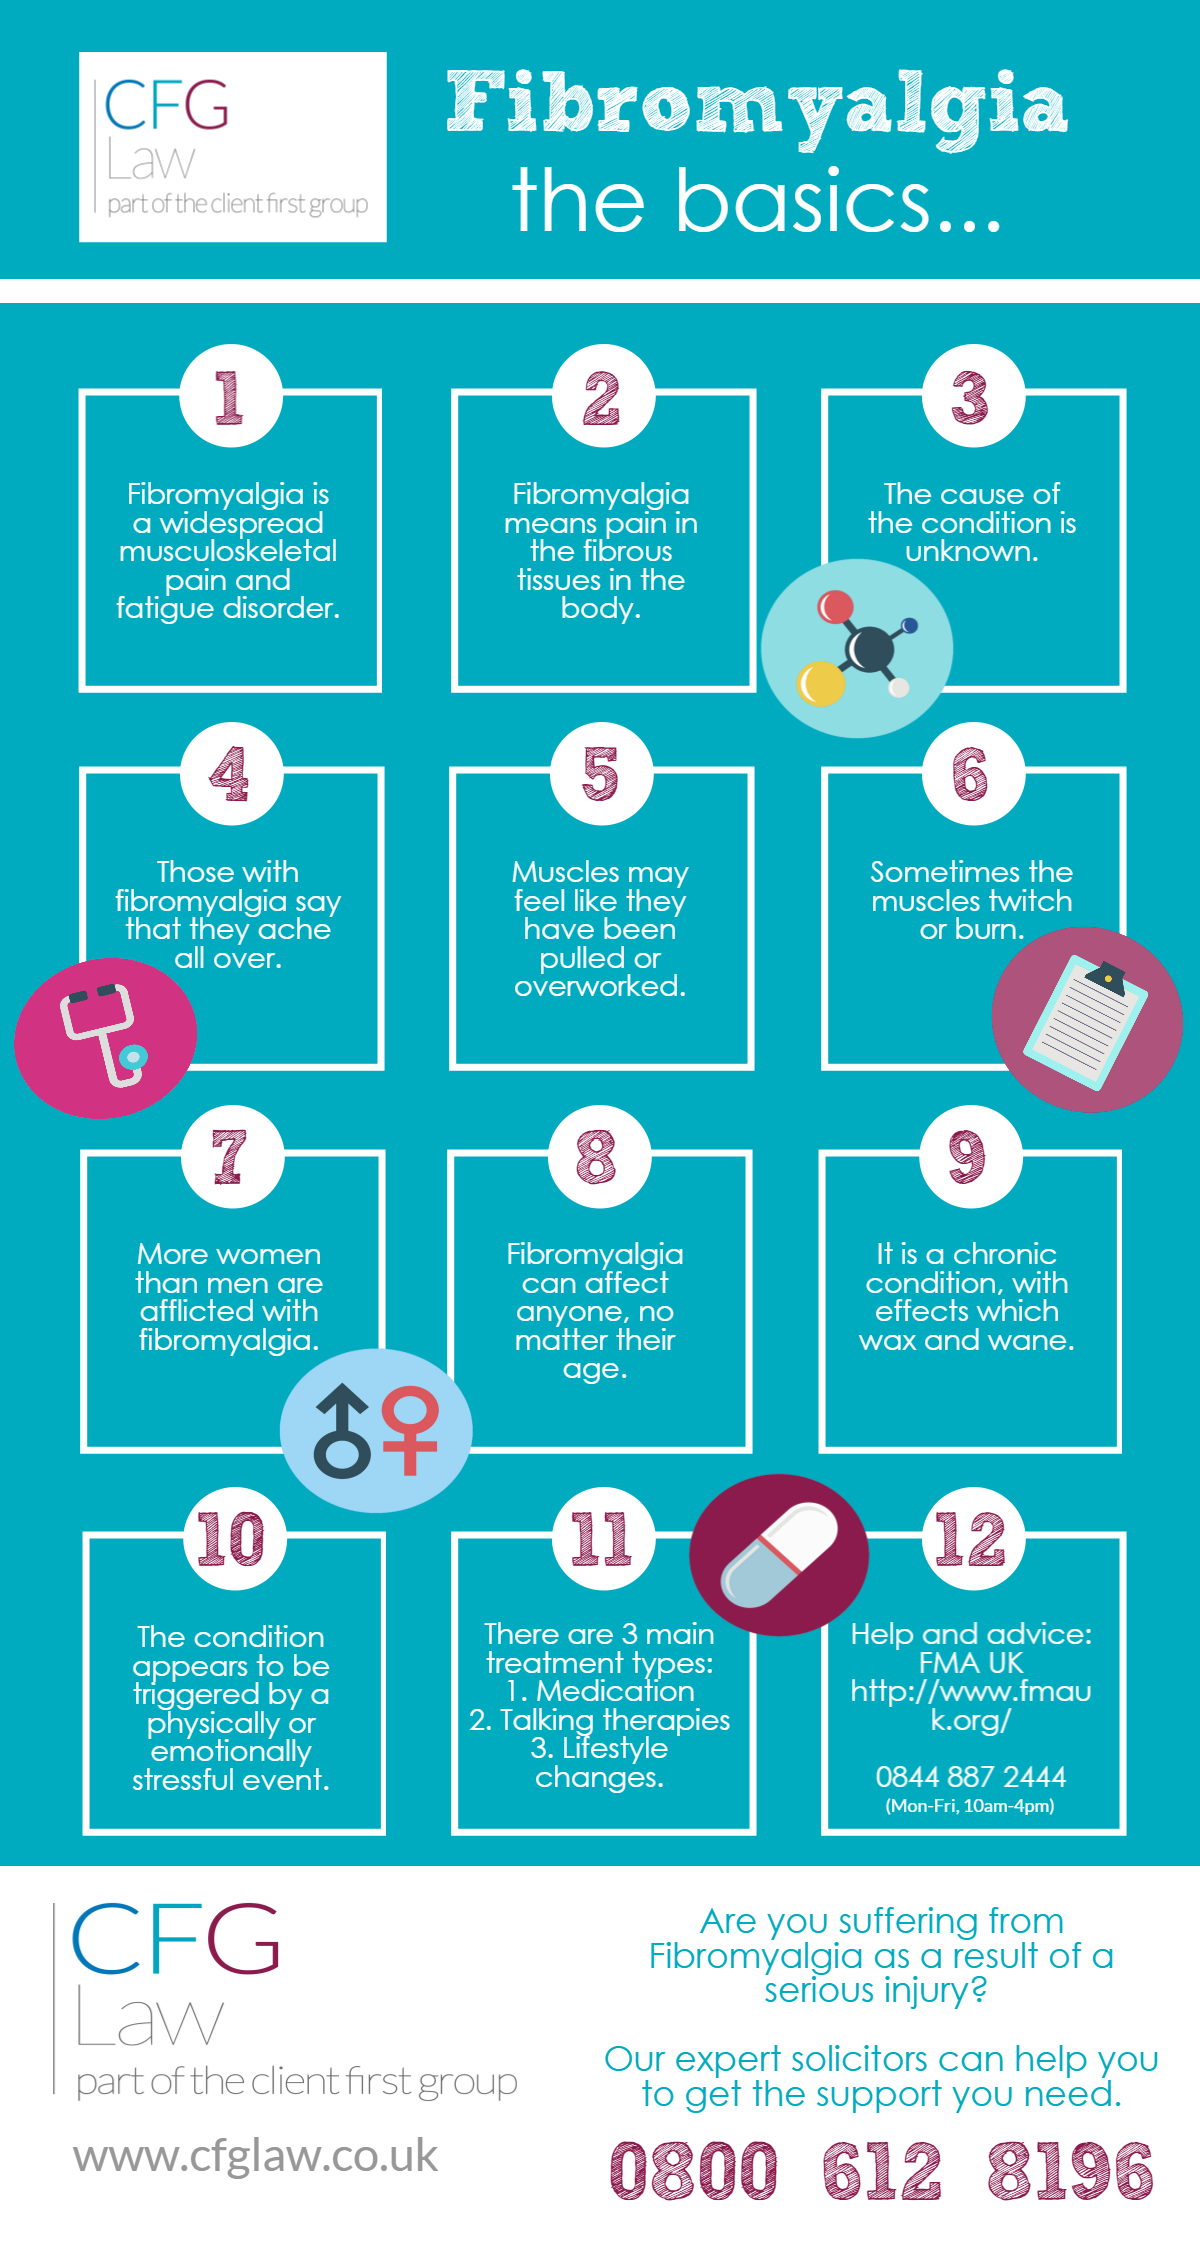 CFG
Law
part of the client first group
Fibromyalgia
the basics...
1
Fibromyalgia is
a widespread
musculoskeletal
pain and
fatigue disorder.
2
Fibromyalgia
means pain in
the fibrous
tissues in the
body.
3
The cause of
the condition is
unknown.
4
Those with
fibromyalgia say
that they ache
all over.
5
Muscles may
feel like they
have been
pulled or
overworked.
6
Sometimes the
muscles twitch
or burn.
7
More women
than men are
afflicted with
fibromyalgia.
8
Fibromyalgia
can affect
anyone, no
matter their
age.
9
It is a chronic
condition, with
effects which
wax and wane.
10
The condition
appears to be
triggered by a
physically or
emotionally
stressful event.
11
There are 3 main
treatment types:
1. Medication
2. Talking therapies
3. Lifestyle
changes.
12
Help and advice:
FMA UK
http://www.fmau
k.org/
0844 887 2444
(Mon-Fri, 10am-4pm)
CFG
Law
part of the client first group
www.cfglaw.co.uk
Are you suffering from
Fibromyalgia as a result of a
serious injury?
Our expert solicitors can help you
to get the support you need.
0800 612 8196